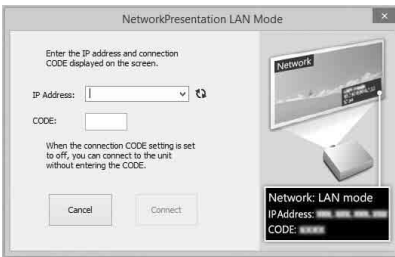 NetworkPresentation LAN Mode
Enter the IP address and connection
CODE displayed on the screen.
IP Address:
CODE:
When the connection CODE setting is set
to off, you can connect to the unit
without entering the CODE.
Cancel
Connect
Network
Network: LAN mode
IPAddress:
CODE: